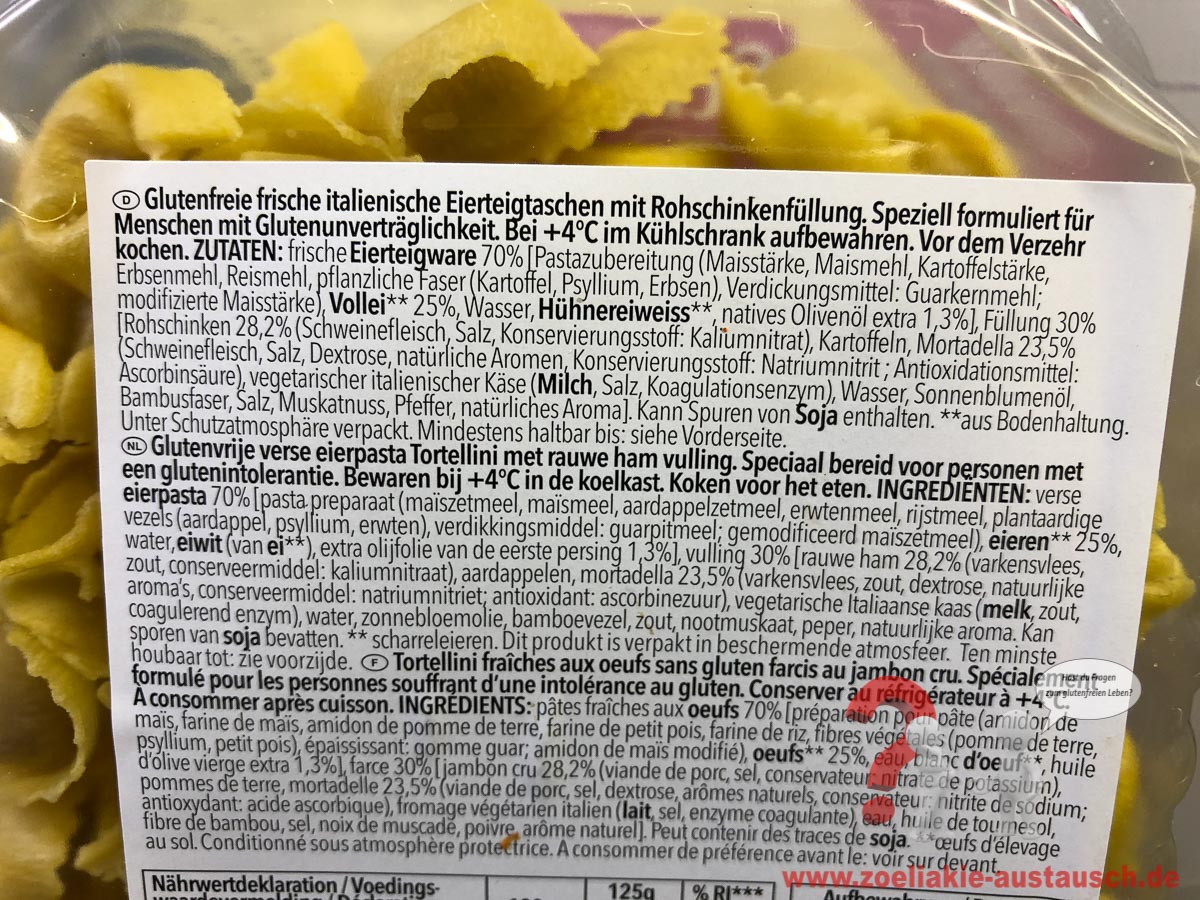 D Glutenfreie frische italienische Eierteigtaschen mit Rohschinkenfüllung. Speziell formuliert für
Menschen mit Glutenunverträglichkeit. Bei +4°C im Kühlschrank aufbewahren. Vor dem Verzehr
kochen. ZUTATEN: frische Eierteigware 70% [Pastazubereitung (Maisstärke, Maismehl, Kartoffelstärke,
Erbsenmehl, Reismehl, pflanzliche Faser (Kartoffel, Psyllium, Erbsen), Verdickungsmittel: Guarkernmehl;
modifizierte Maisstärke), Vollei** 25%, Wasser, Hühnereiweiss**, natives Olivenöl extra 1,3%], Füllung 30%
[Rohschinken 28,2% (Schweinefleisch, Salz, Konservierungsstoff: Kaliumnitrat), Kartoffeln, Mortadella 23,5%
(Schweinefleisch, Salz, Dextrose, natürliche Aromen, Konservierungsstoff: Natriumnitrit ; Antioxidationsmittel:
Ascorbinsäure), vegetarischer italienischer Käse (Milch, Salz, Koagulationsenzym), Wasser, Sonnenblumenöl,
Bambusfaser, Salz, Muskatnuss, Pfeffer, natürliches Aroma]. Kann Spuren von Soja enthalten. **aus Bodenhaltung.
Unter Schutzatmosphäre verpackt. Mindestens haltbar bis: siehe Vorderseite.
NL Glutenvrije verse eierpasta Tortellini met rauwe ham vulling. Speciaal bereid voor personen met
een glutenintolerantie. Bewaren bij +4°C in de koelkast. Koken voor het eten. INGREDIËNTEN: verse
eierpasta 70% [pasta preparaat (maïszetmeel, maïsmeel, aardappelzetmeel, erwtenmeel, rijstmeel, plantaardige
vezels (aardappel, psyllium, erwten), verdikkingsmiddel: guarpitmeel; gemodificeerd maïszetmeel), eieren** 25%,
water, eiwit (van ei**), extra olijfolie van de eerste persing 1,3%], vulling 30% [rauwe ham 28,2% (varkensvlees,
zout, conserveermiddel: kaliumnitraat), aardappelen, mortadella 23,5% (varkensvlees, zout, dextrose, natuurlijke
aroma's, conserveermiddel: natriumnitriet; antioxidant: ascorbinezuur), vegetarische Italiaanse kaas (melk, zout,
coagulerend enzym), water, zonnebloemolie, bamboevezel, zout, nootmuskaat, peper, natuurlijke aroma. Kan
sporen van soja bevatten. ** scharreleieren. Dit produkt is verpakt in beschermende atmosfeer. Ten minste
houbaar tot: zie voorzijde. F Tortellini fraîches aux oeufs sans gluten farcis au jambon cru. Spécialement
formulé pour les personnes souffrant d'une intolérance au gluten. Conserver au réfrigérateur à +4°C.
A consommer après cuisson. INGRÉDIENTS: pâtes fraîches aux oeufs 70% [préparation pour pâte (amidon de
maïs, farine de maïs, amidon de pomme de terre, farine de petit pois, farine de riz, fibres végétales (pomme de terre,
psyllium, petit pois), épaississant: gomme guar; amidon de maïs modifié), oeufs** 25%, eau, blanc d'oeuf**, huile
d'olive vierge extra 1,3%], farce 30% [jambon cru 28,2% (viande de porc, sel, conservateur: nitrate de potassium),
pommes de terre, mortadelle 23,5% (viande de porc, sel, dextrose, arômes naturels, conservateur: nitrite de sodium;
antioxydant: acide ascorbique), fromage végétarien italien (lait, sel, enzyme coagulante), eau, huile de tournesol,
fibre de bambou, sel, noix de muscade, poivre, arôme naturel]. Peut contenir des traces de soja. **œufs d'élevage
au sol. Conditionné sous atmosphère protectrice. A consommer de préférence avant le: voir sur devant.
Hast du Fragen
zum glutenfreien Leben?
www.zoeliakie-austausch.de
Nährwertdeklaration / Voedings-
125g
% RI***